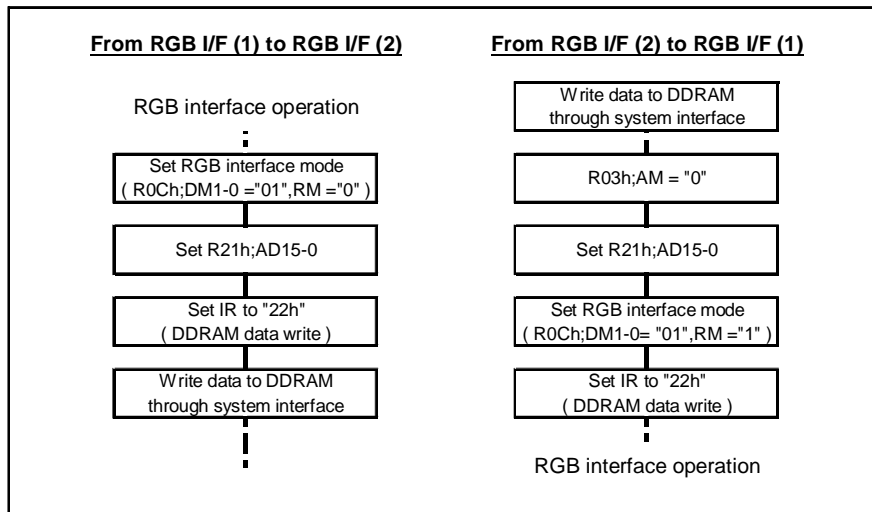 From RGB I/F (1) to RGB I/F (2)
RGB interface operation
Set RGB interface mode
( R0Ch;DM1-0 ="01",RM ="0" )
Set R21h;AD15-0
Set IR to "22h"
( DDRAM data write )
Write data to DDRAM
through system interface
From RGB I/F (2) to RGB I/F (1)
Write data to DDRAM
through system interface
R03h;AM = "0"
Set R21h;AD15-0
Set RGB interface mode
( R0Ch;DM1-0= "01",RM ="1" )
Set IR to "22h"
( DDRAM data write )
RGB interface operation